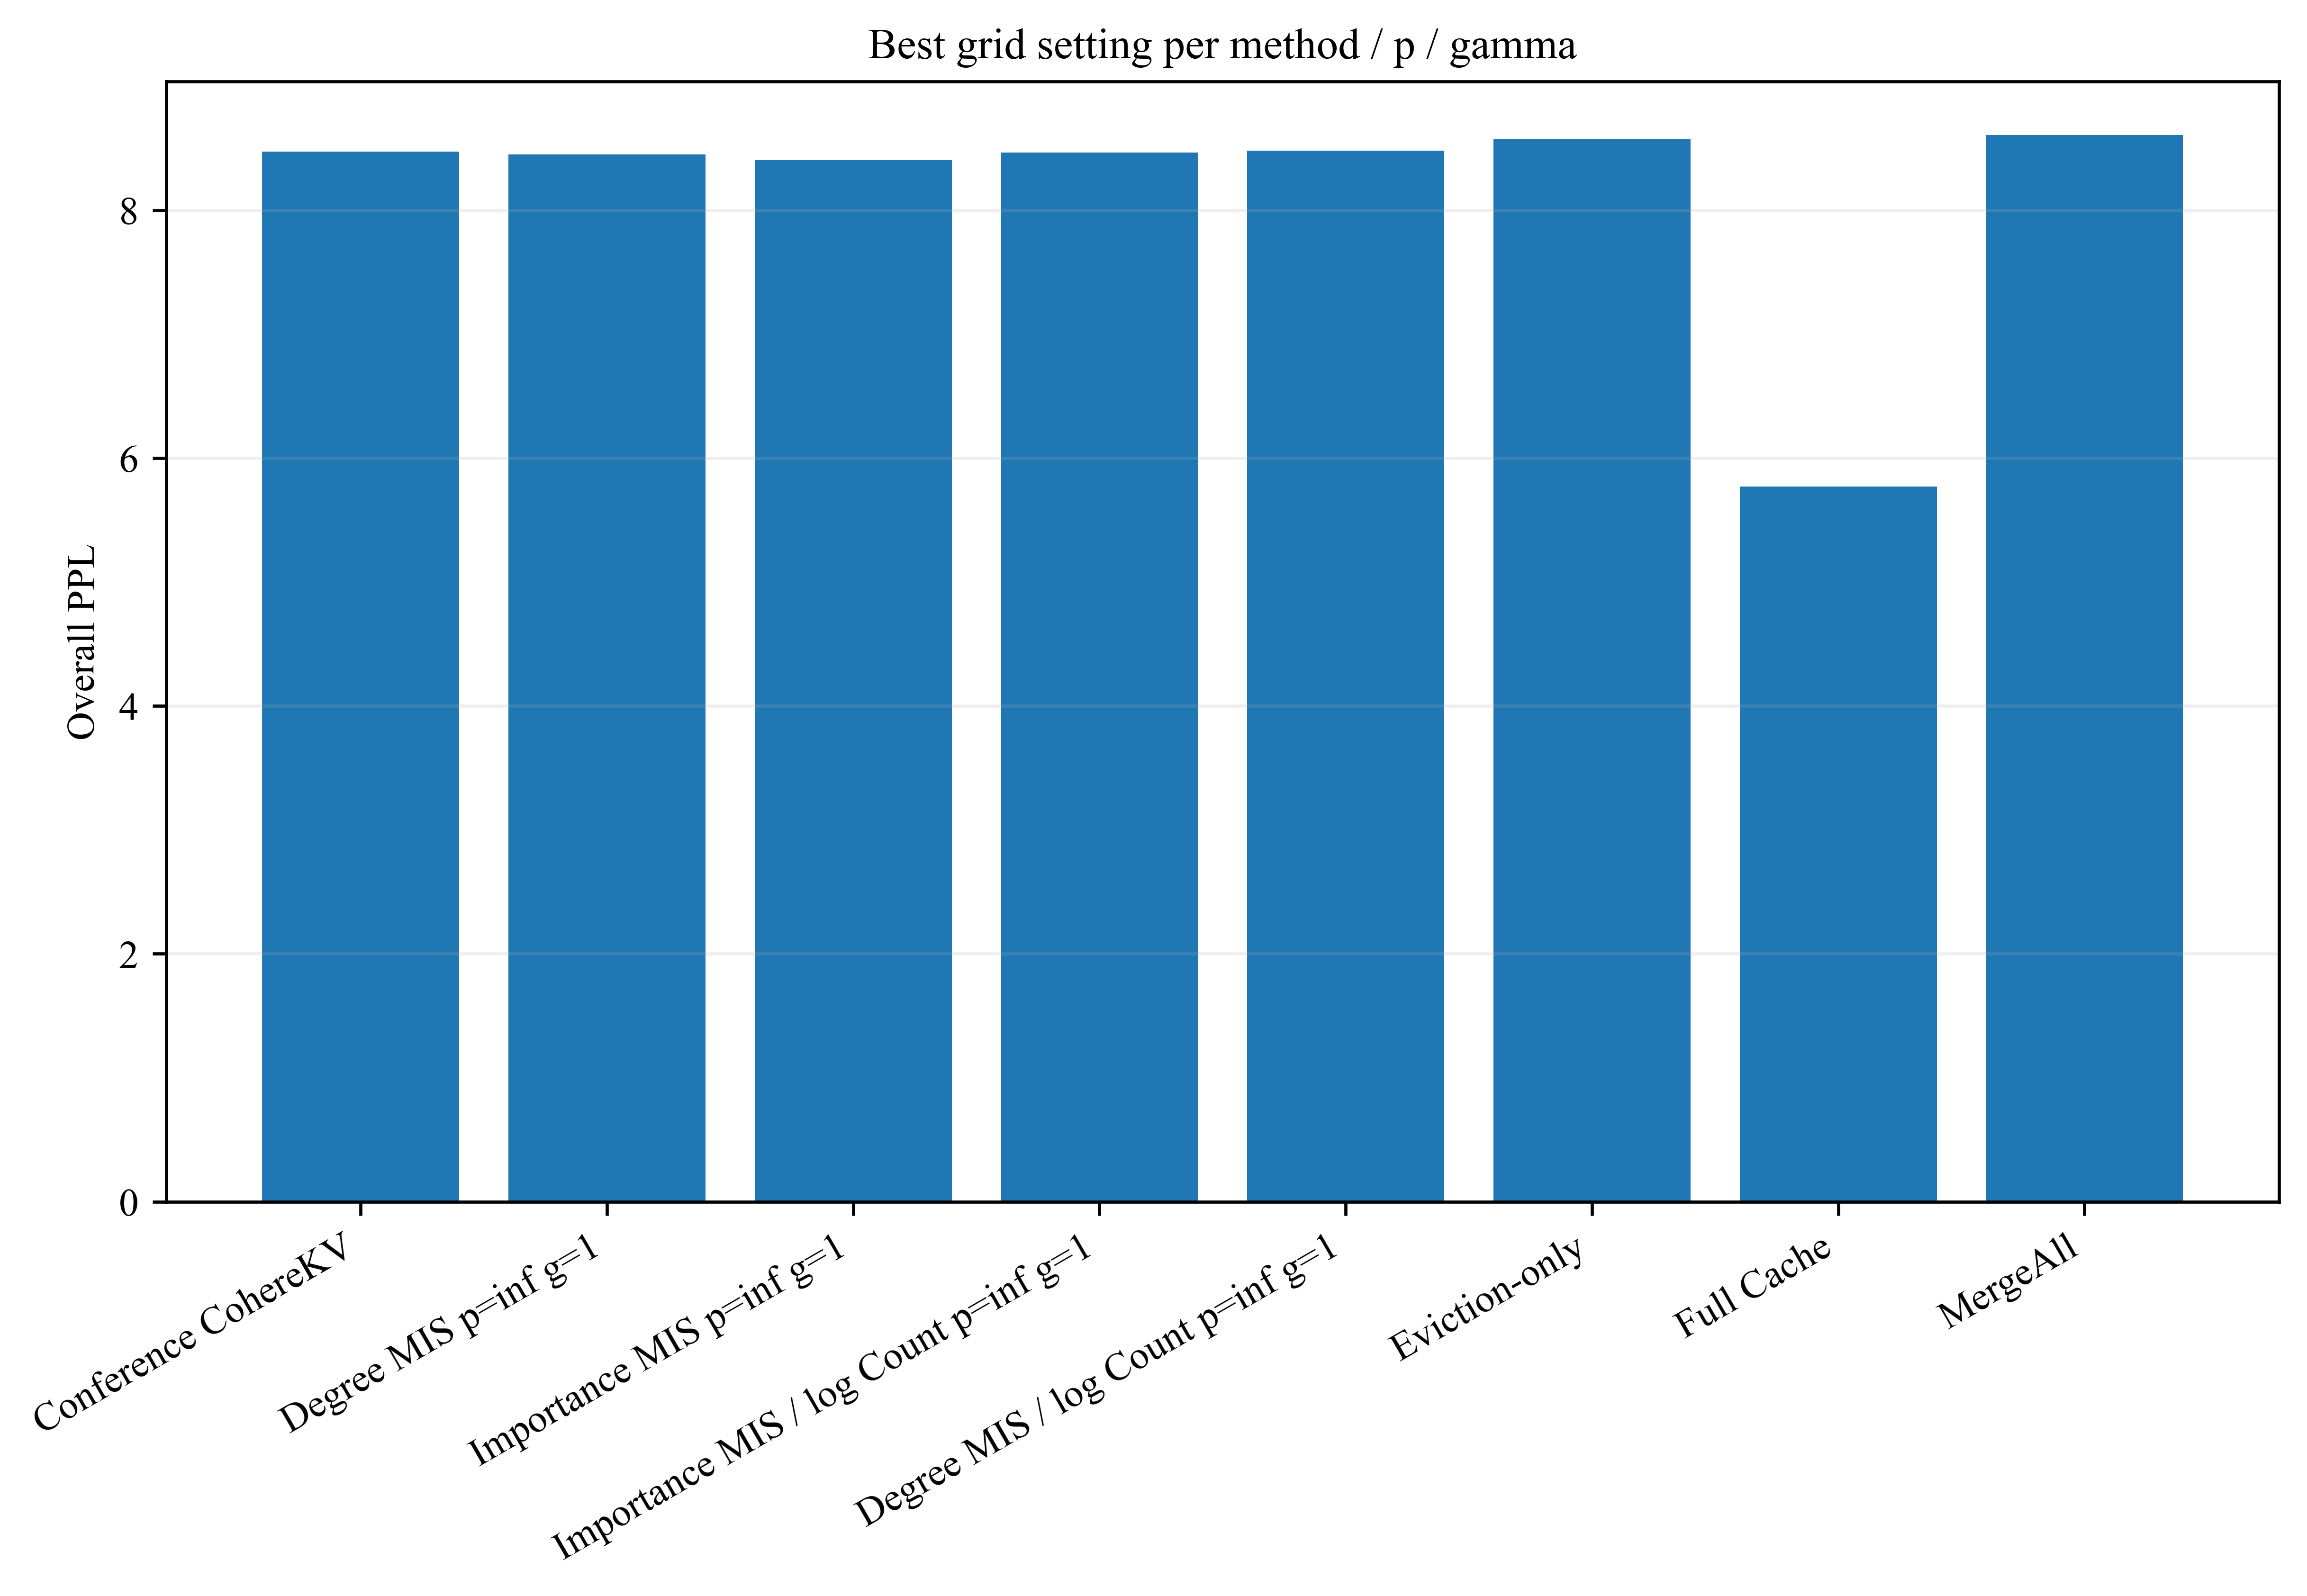 Best grid setting per method / p / gamma
Overall PPL
8
6
4
2
0
Conference CohereKV
Degree MIS p=inf g=1
Importance MIS p=inf g=1
Importance MIS / log Count p=inf g=1
Degree MIS / log Count p=inf g=1
Eviction-only
Full Cache
MergeAll